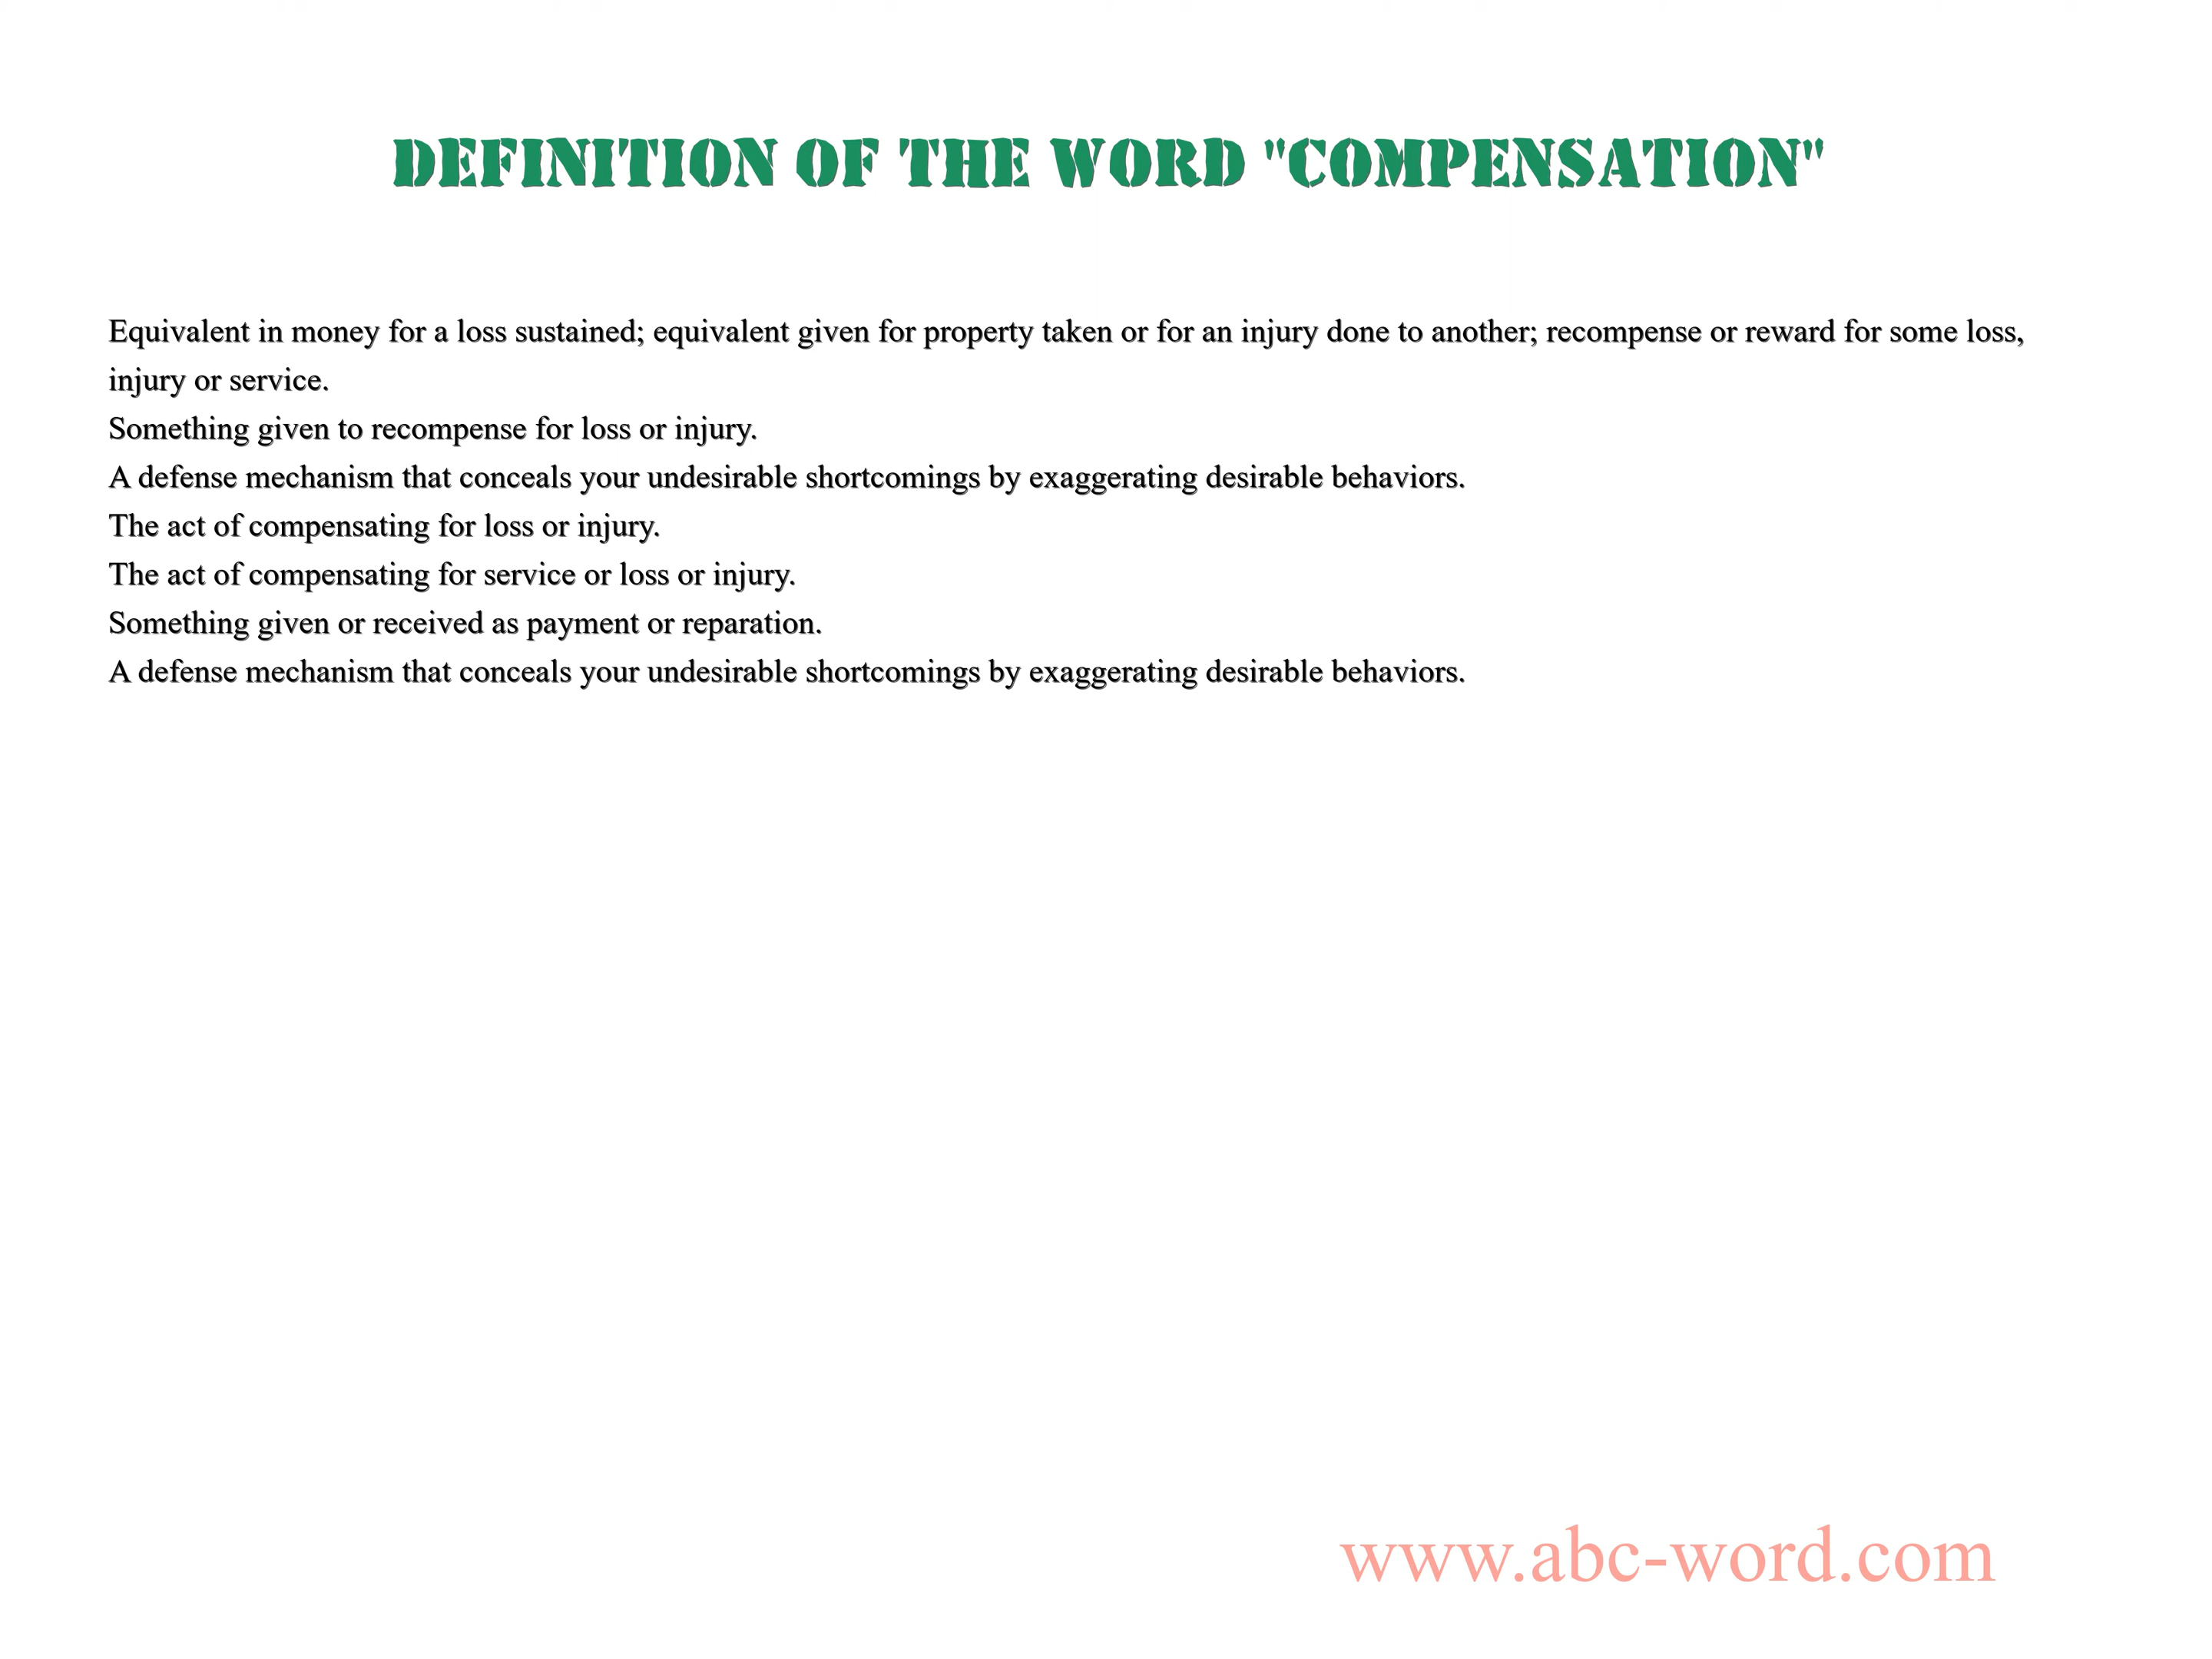 DEFINITION OF THE WORD "COMPENSATION"
Equivalent in money for a loss sustained; equivalent given for property taken or for an injury done to another; recompense or reward for some loss,
injury or service.
Something given to recompense for loss or injury.
A defense mechanism that conceals your undesirable shortcomings by exaggerating desirable behaviors.
The act of compensating for loss or injury.
The act of compensating for service or loss or injury.
Something given or received as payment or reparation.
A defense mechanism that conceals your undesirable shortcomings by exaggerating desirable behaviors.
www.abc-word.com